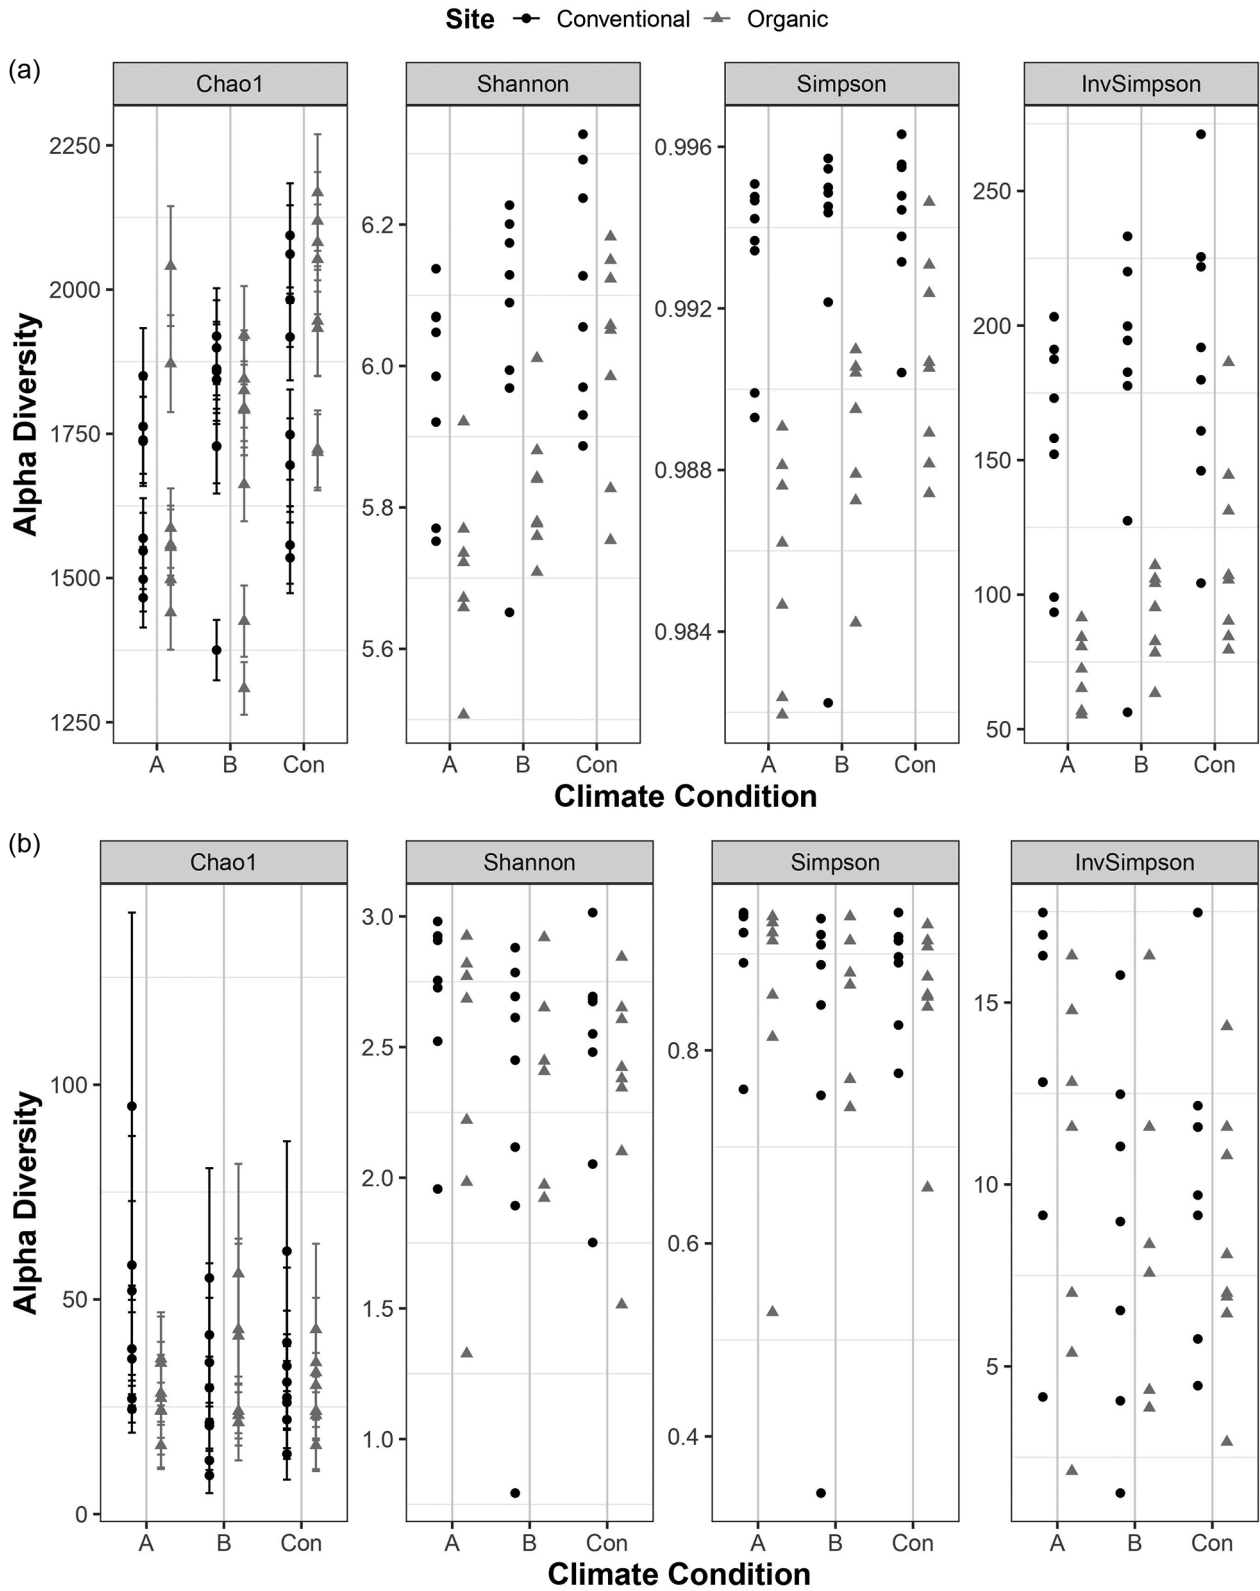 Site Conventional Organic
(a)
Chao1 Shannon Simpson InvSimpson
Alpha Diversity
2250
2000
1750
1500
1250
6.2
6.0
5.8
5.6
0.996
0.992
0.988
0.984
250
200
150
100
50
A B Con A B Con A B Con A B Con
Climate Condition
(b)
Chao1 Shannon Simpson InvSimpson
Alpha Diversity
100
50
0
3.0
2.5
2.0
1.5
1.0
0.8
0.6
0.4
15
10
5
A B Con A B Con A B Con A B Con
Climate Condition